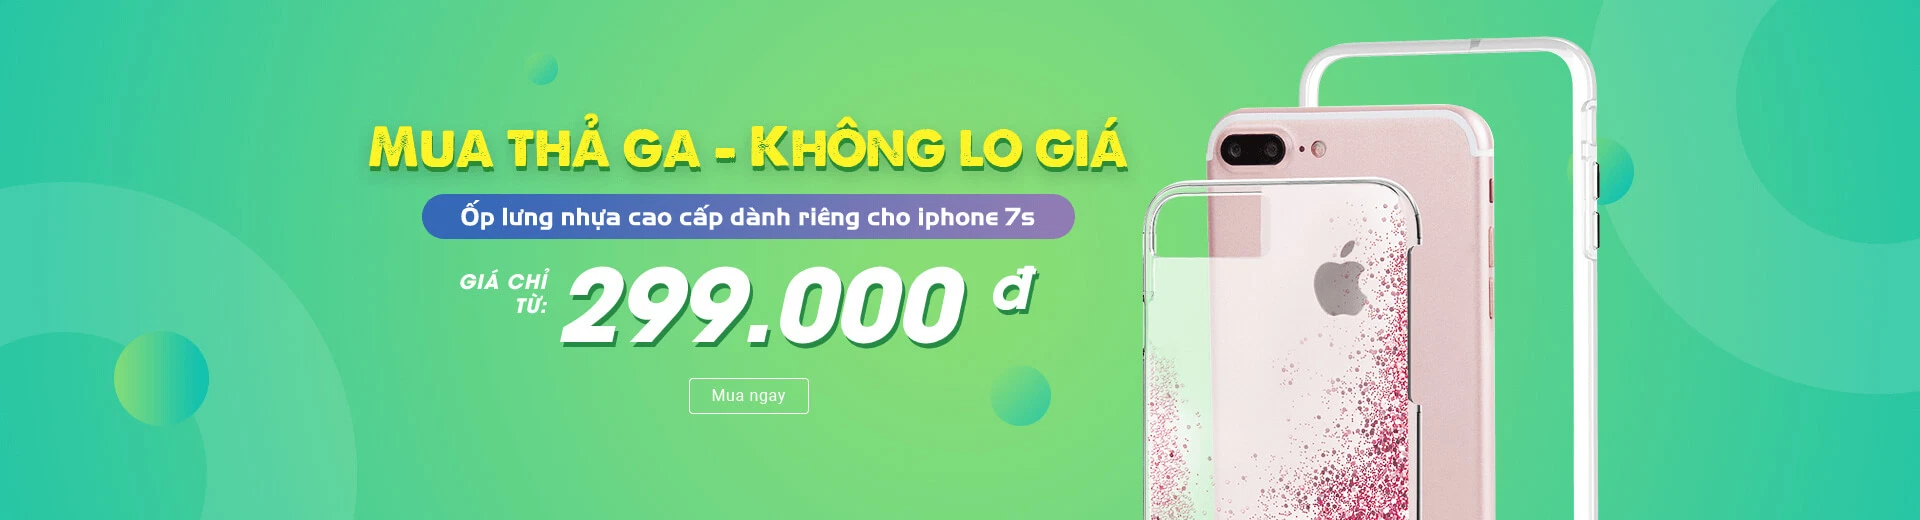 MUA THẢ GA - KHÔNG LO GIÁ
Ốp lưng nhựa cao cấp dành riêng cho iphone 7s
GIÁ CHỈ
TỪ:
299.000 đ
Mua ngay